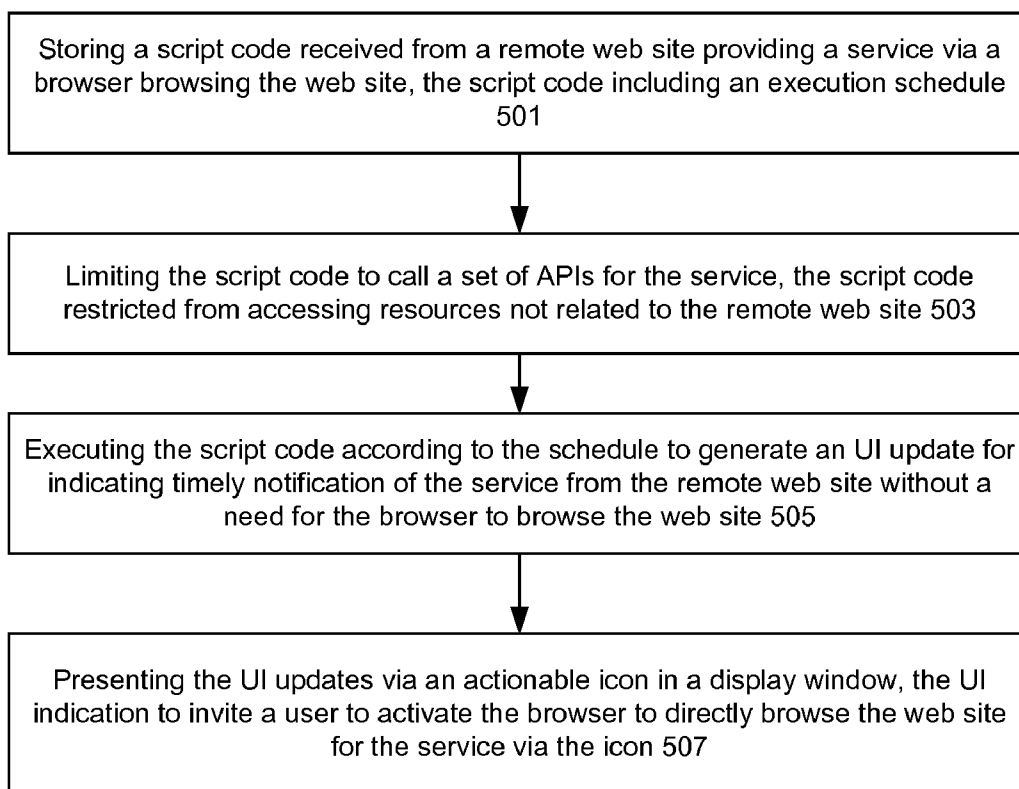 Storing a script code received from a remote web site providing a service via a
browser browsing the web site, the script code including an execution schedule
501
Limiting the script code to call a set of APIs for the service, the script code
restricted from accessing resources not related to the remote web site 503
Executing the script code according to the schedule to generate an UI update for
indicating timely notification of the service from the remote web site without a
need for the browser to browse the web site 505
Presenting the UI updates via an actionable icon in a display window, the UI
indication to invite a user to activate the browser to directly browse the web site
for the service via the icon 507